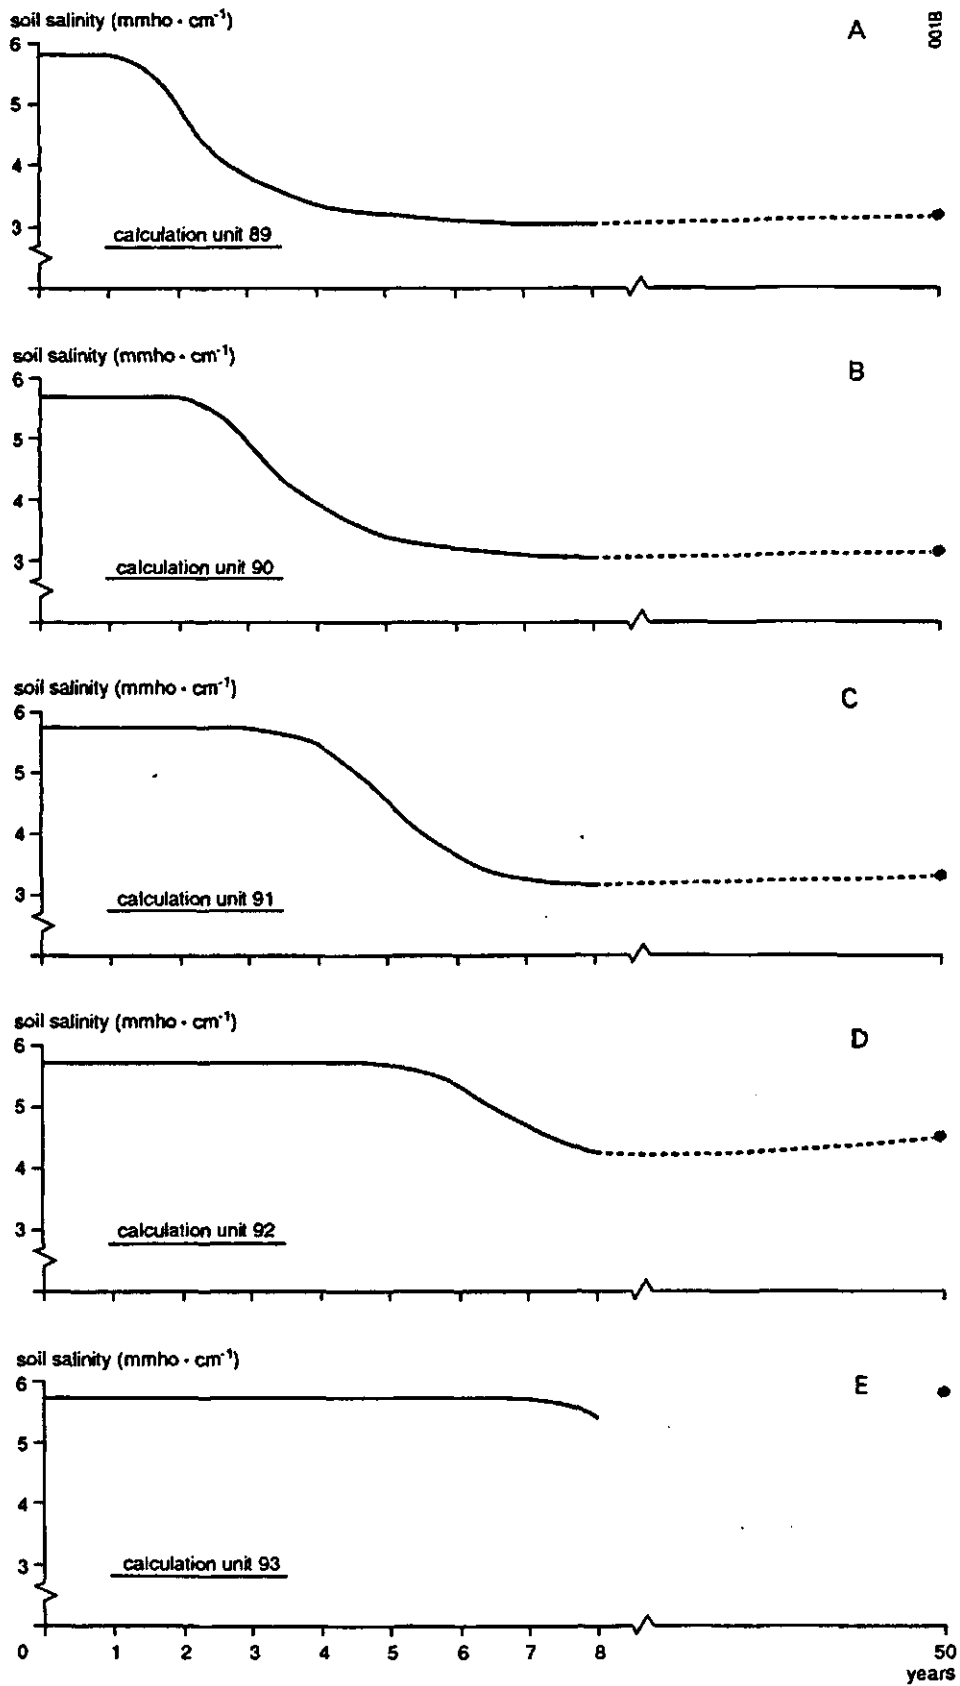 soil salinity (mmho · cm⁻¹)
A
001B
6
5
4
3
calculation unit 89
soil salinity (mmho · cm⁻¹)
B
6
5
4
3
calculation unit 90
soil salinity (mmho · cm⁻¹)
C
6
5
4
3
calculation unit 91
soil salinity (mmho · cm⁻¹)
D
6
5
4
3
calculation unit 92
soil salinity (mmho · cm⁻¹)
E
6
5
4
3
calculation unit 93
0 1 2 3 4 5 6 7 8 50
years